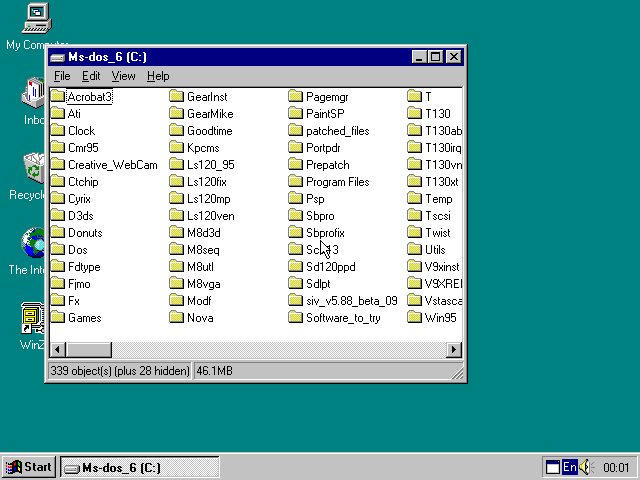 My Computer
Ms-dos_6 (C:)
File Edit View Help
Acrobat3
Ati
Clock
Cmr95
Creative_WebCam
Ctchip
Cyrix
D3ds
Donuts
Dos
Fdtype
Fjmo
Fx
Games
GearInst
GearMike
Goodtime
Kpcms
Ls120_95
Ls120fix
Ls120mp
Ls120ven
M8d3d
M8seq
M8utl
M8vga
Modf
Nova
Pagemgr
PaintSP
patched_files
Portpdr
Prepatch
Program Files
Psp
Sbpro
Sbprofix
Sd120ppd
Sdlpt
siv_v5.88_beta_09
Software_to_try
T
T130
T130ab
T130irq
T130vn
T130xt
Temp
Tscsi
Twist
Utils
V9xinst
V9XREI
Vstasca
Win95
Inbo
Recycl
The Inte
WinZ
339 object(s) (plus 28 hidden)
46.1MB
Start
Ms-dos_6 (C:)
En
00:01